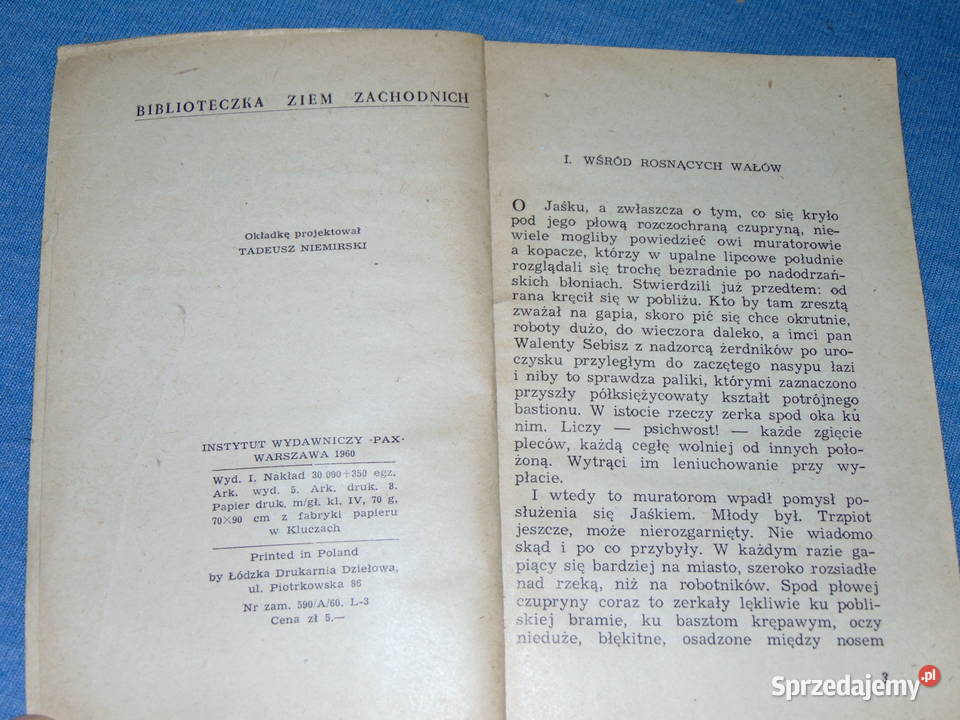 BIBLIOTECZKA ZIEM ZACHODNICH
Okładkę projektował
TADEUSZ NIEMIRSKI
INSTYTUT WYDAWNICZY ·PAX·
WARSZAWA 1960
Wyd. I. Nakład 30 000+350 egz.
Ark. wyd. 5. Ark. druk. 8.
Papier druk. m/gł. kl. IV, 70 g,
70×90 cm z fabryki papieru
w Kluczach
Printed in Poland
by Łódzka Drukarnia Dziełowa,
ul. Piotrkowska 86
Nr zam. 590/A/60. L-3
Cena zł 5.—
I. WŚRÓD ROSNĄCYCH WAŁÓW
O Jaśku, a zwłaszcza o tym, co się kryło
pod jego płową rozczochraną czupryną, nie-
wiele mogliby powiedzieć owi muratorowie
a kopacze, którzy w upalne lipcowe południe
rozglądali się trochę bezradnie po nadodrzań-
skich błoniach. Stwierdzili już przedtem: od
rana kręcił się w pobliżu. Kto by tam zresztą
zważał na gapia, skoro pić się chce okrutnie,
roboty dużo, do wieczora daleko, a imci pan
Walenty Sebisz z nadzorcą żerdników po uro-
czysku przyległym do zaczętego nasypu łazi
i niby to sprawdza paliki, którymi zaznaczono
przyszły półksiężycowaty kształt potrójnego
bastionu. W istocie rzeczy zerka spod oka ku
nim. Liczy — psichwost! — każde zgięcie
pleców, każdą cegłę wolniej od innych poło-
żoną. Wytrąci im leniuchowanie przy wy-
płacie.
I wtedy to muratorom wpadł pomysł po-
służenia się Jaśkiem. Młody był. Trzpiot
jeszcze, może nierozgarnięty. Nie wiadomo
skąd i po co przybyły. W każdym razie ga-
piący się bardziej na miasto, szeroko rozsiadłe
nad rzeką, niż na robotników. Spod płowej
czupryny coraz to zerkały lękliwie ku pobli-
skiej bramie, ku basztom krępawym, oczy
nieduże, błękitne, osadzone między nosem
3
Sprzedajemy.pl